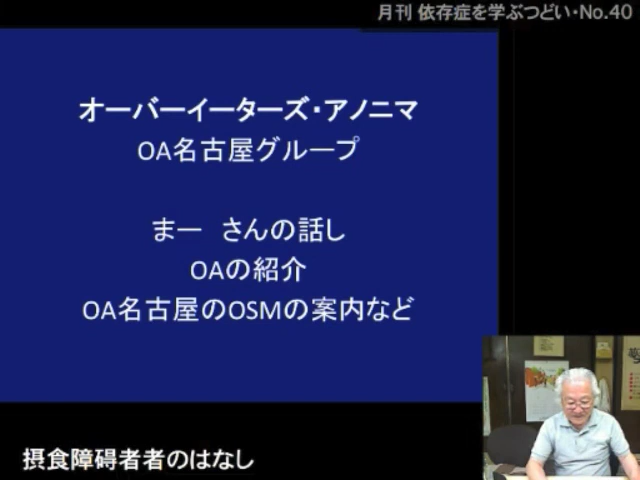 月刊 依存症を学ぶつどい・No.40
オーバーイーターズ・アノニマ
OA名古屋グループ
まー さんの話し
OAの紹介
OA名古屋のOSMの案内など
摂食障碍者者のはなし